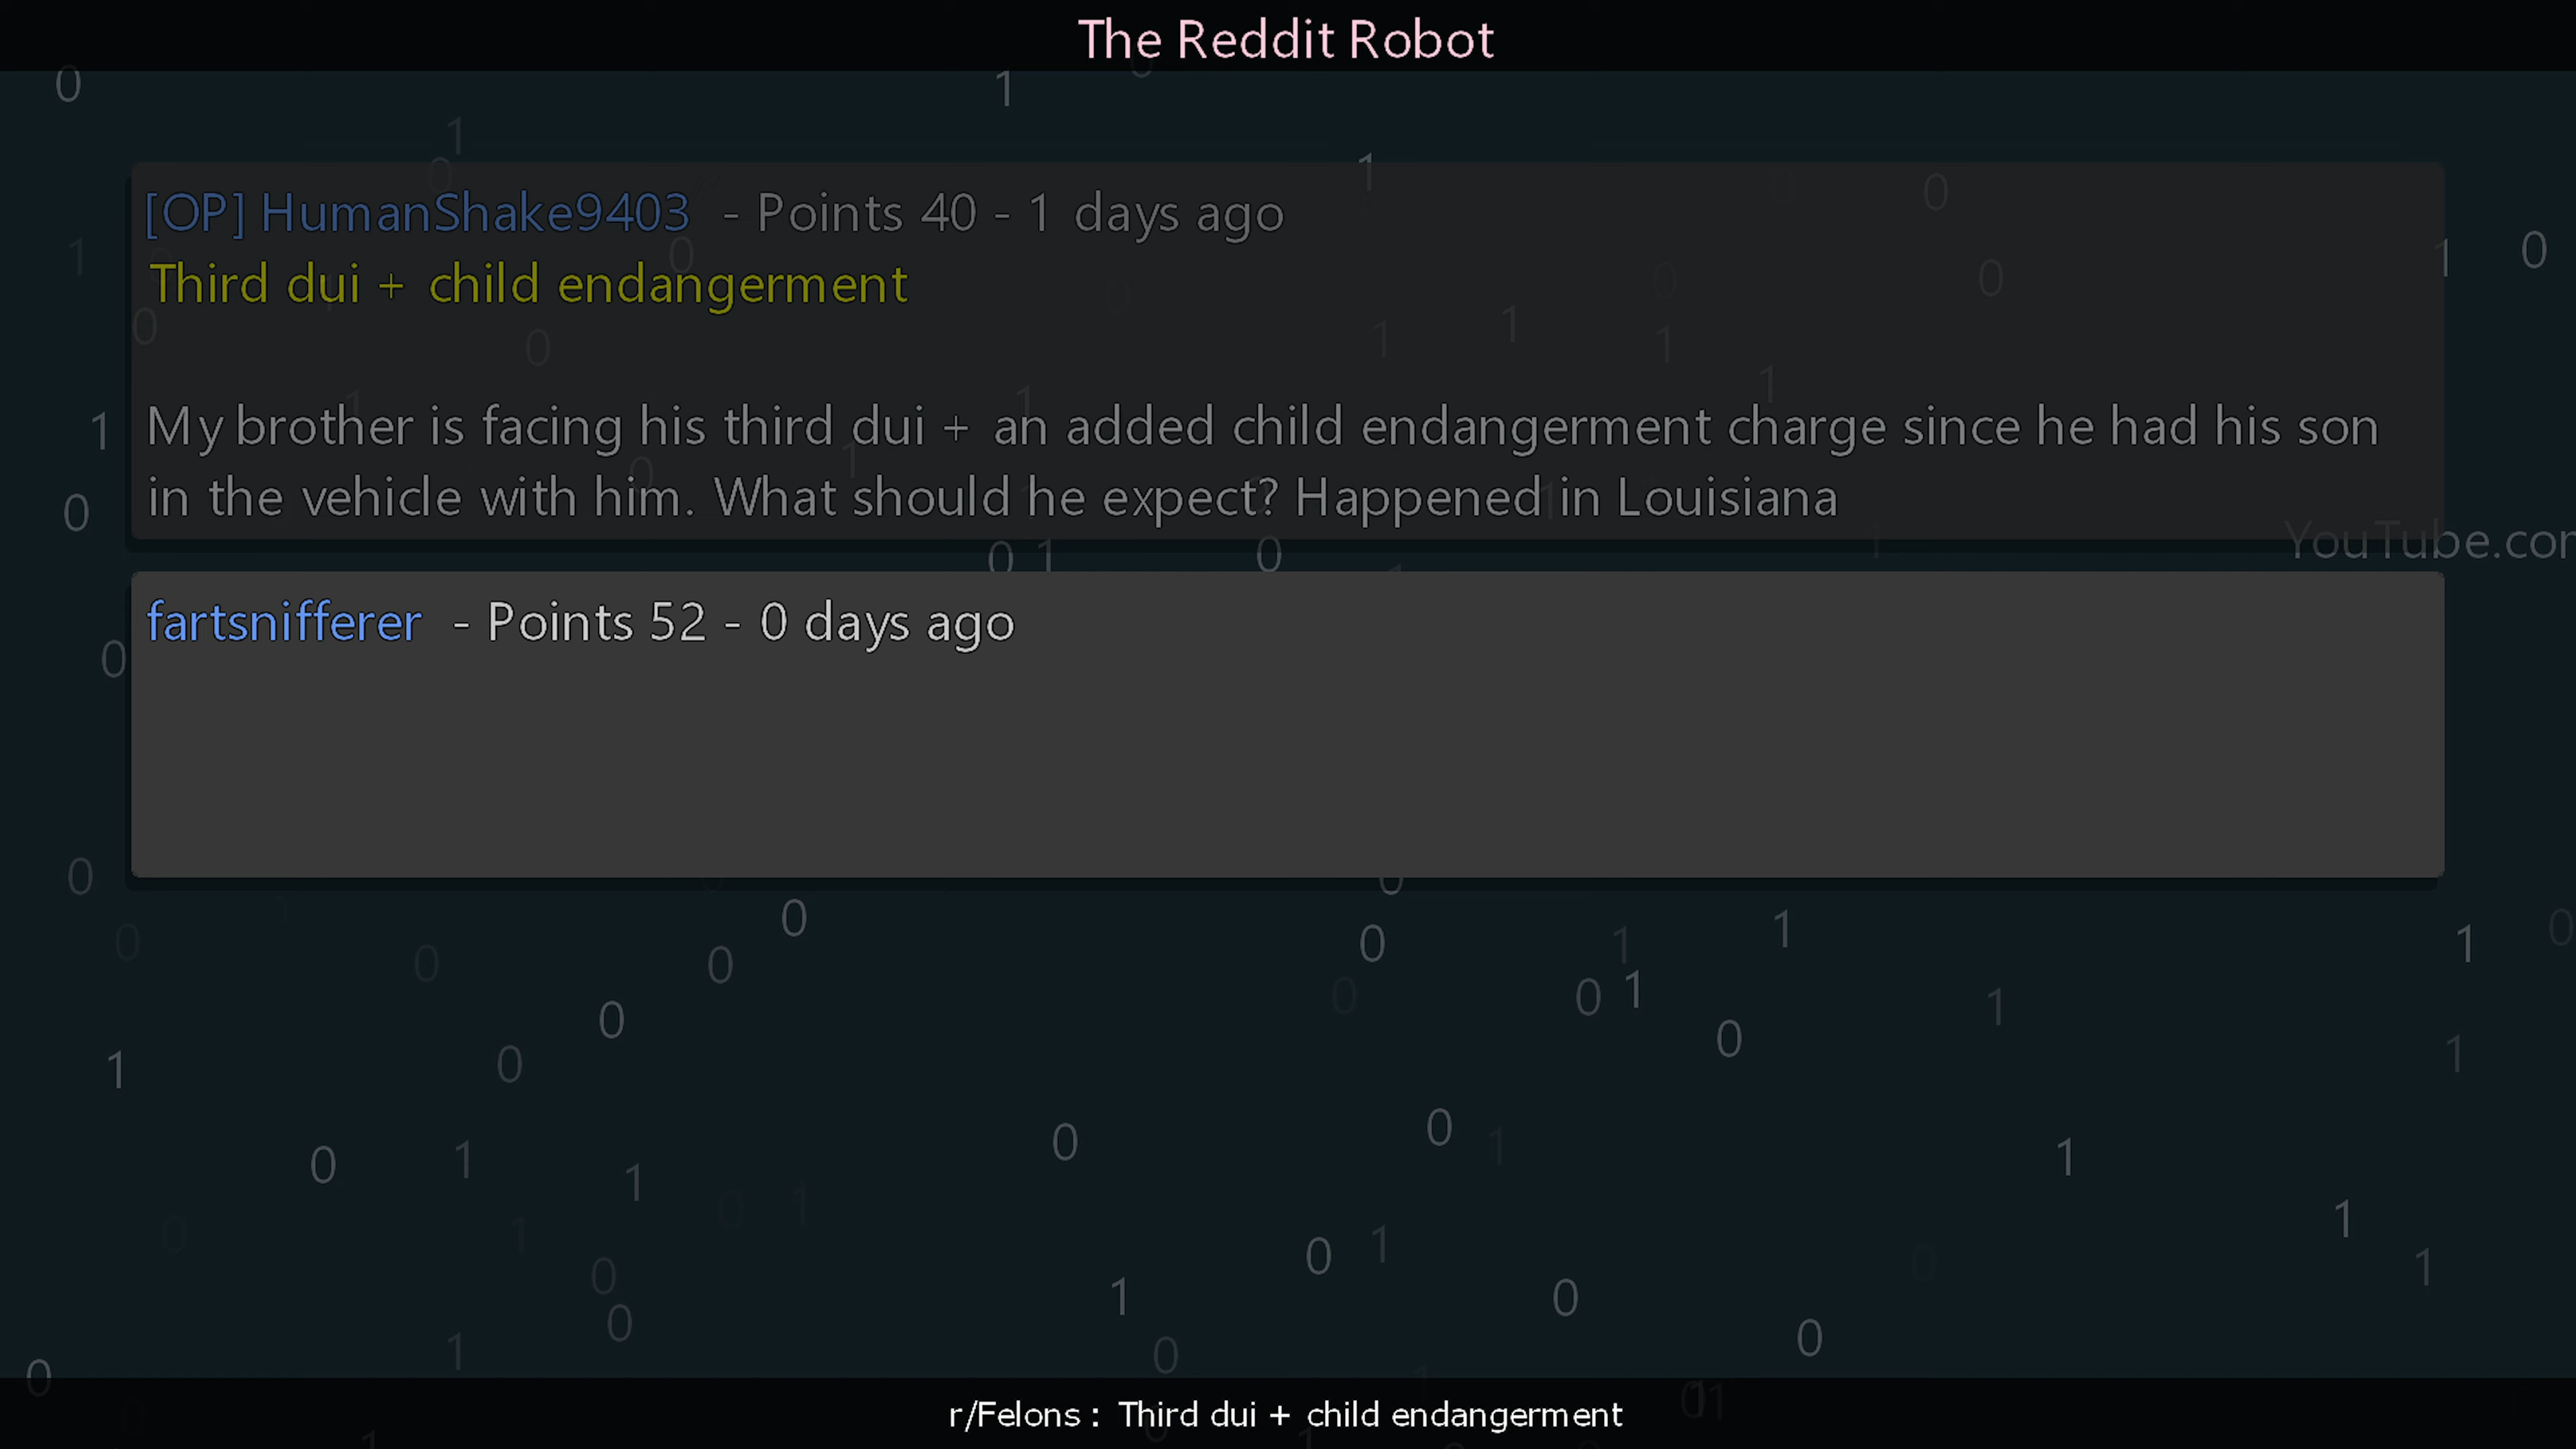 The Reddit Robot
[OP] HumanShake9403 - Points 40 - 1 days ago
Third dui + child endangerment
My brother is facing his third dui + an added child endangerment charge since he had his son
in the vehicle with him. What should he expect? Happened in Louisiana
YouTube.com
fartsnifferer - Points 52 - 0 days ago
r/Felons : Third dui + child endangerment